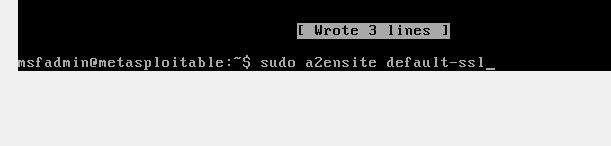 [ Wrote 3 lines ]
msfadmin@metasploitable:~$ sudo a2ensite default-ssl_